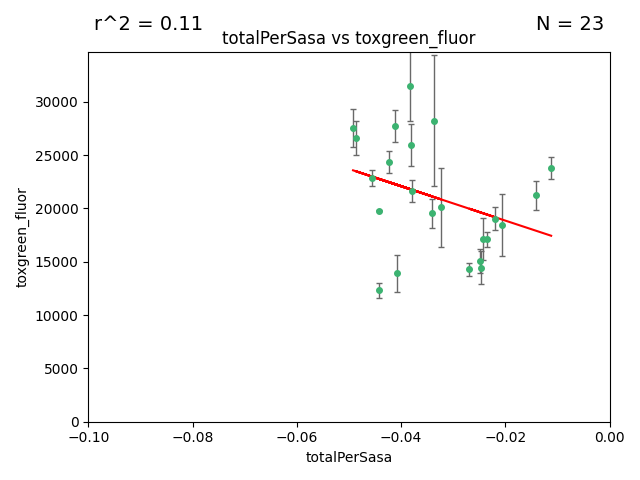 r^2 = 0.11
N = 23
totalPerSasa vs toxgreen_fluor
30000
25000
20000
15000
10000
5000
0
toxgreen_fluor
−0.10
−0.08
−0.06
−0.04
−0.02
0.00
totalPerSasa